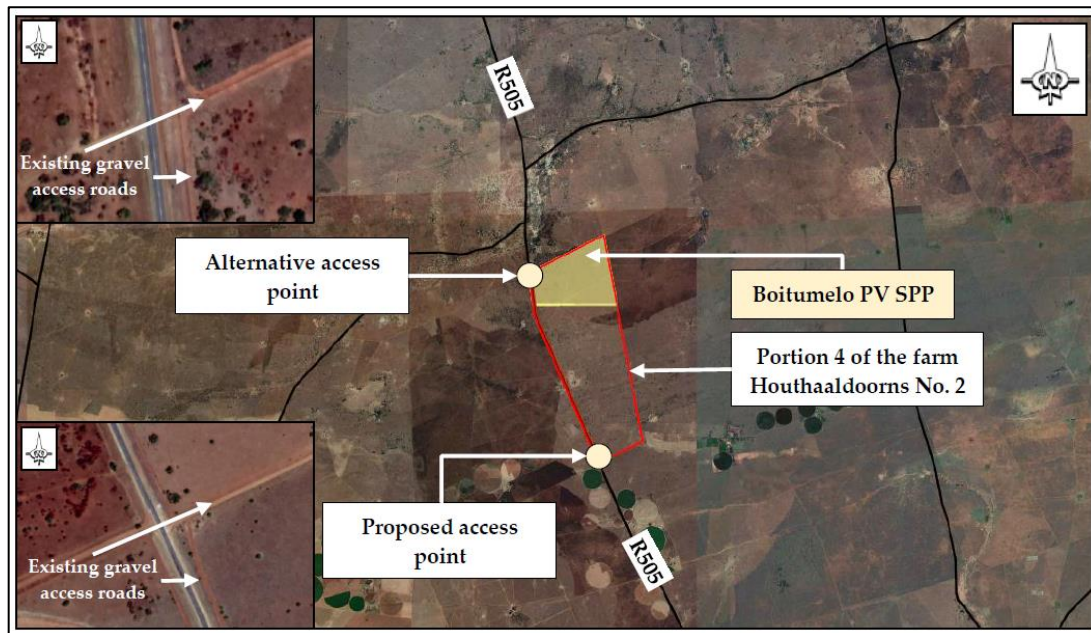 Existing gravel
access roads
R505
Alternative access
point
Boitumelo PV SPP
Portion 4 of the farm
Houthaaldoorns No. 2
Existing gravel
access roads
Proposed access
point
R505
N
N
N